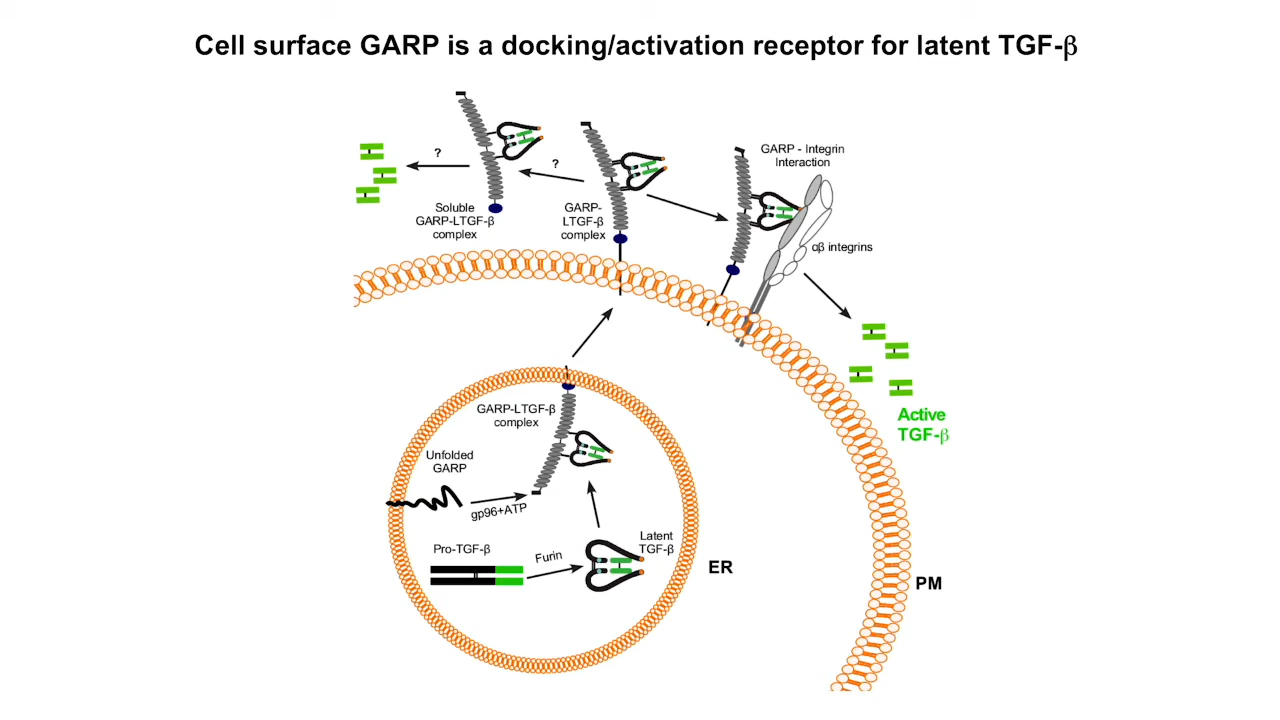 Cell surface GARP is a docking/activation receptor for latent TGF-β
?
?
GARP - Integrin
Interaction
Soluble
GARP-LTGF-β
complex
GARP-
LTGF-β
complex
αβ integrins
Active
TGF-β
GARP-LTGF-β
complex
Unfolded
GARP
gp96+ATP
Pro-TGF-β
Furin
Latent
TGF-β
ER
PM